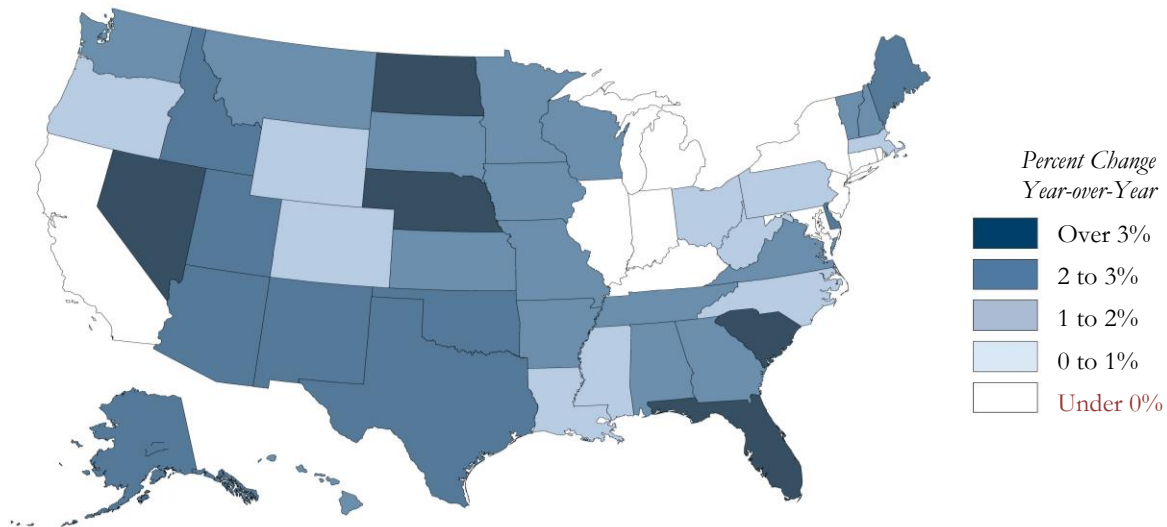 Percent Change
Year-over-Year
Over 3%
2 to 3%
1 to 2%
0 to 1%
Under 0%